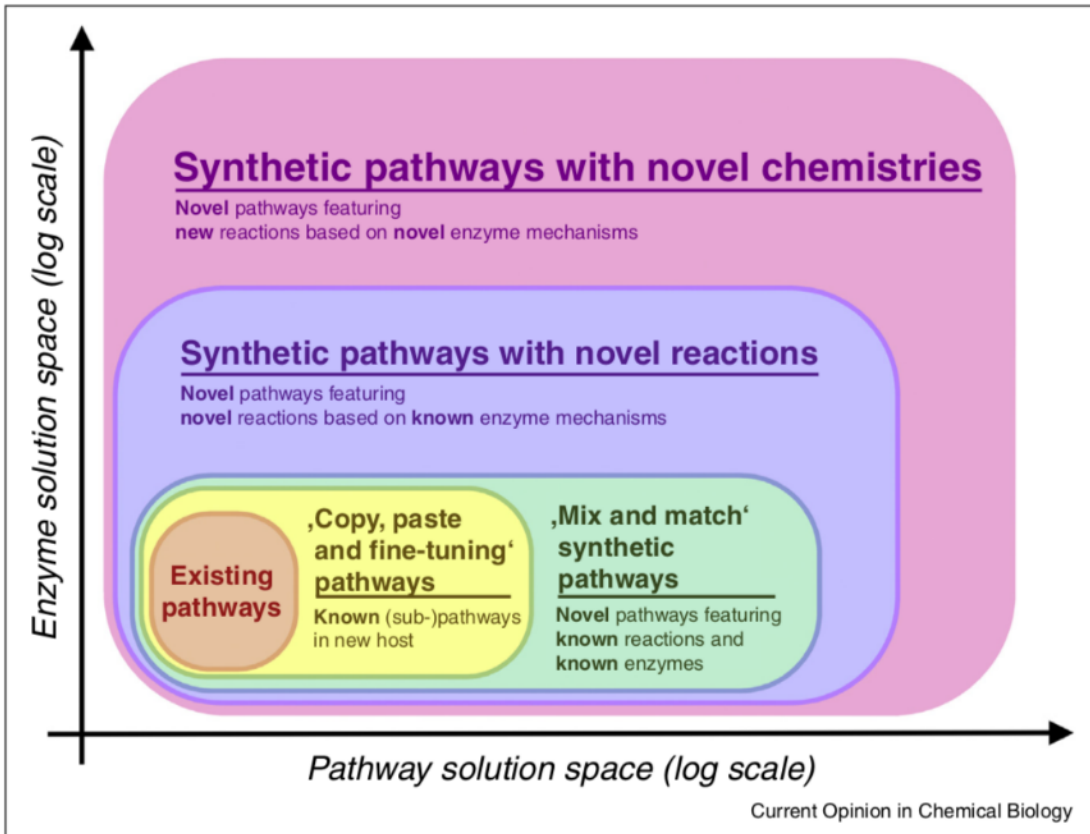 Enzyme solution space (log scale)
Synthetic pathways with novel chemistries
Novel pathways featuring
new reactions based on novel enzyme mechanisms
Synthetic pathways with novel reactions
Novel pathways featuring
novel reactions based on known enzyme mechanisms
Existing
pathways
‚Copy, paste
and fine-tuning‘
pathways
Known (sub-)pathways
in new host
‚Mix and match‘
synthetic
pathways
Novel pathways featuring
known reactions and
known enzymes
Pathway solution space (log scale)
Current Opinion in Chemical Biology